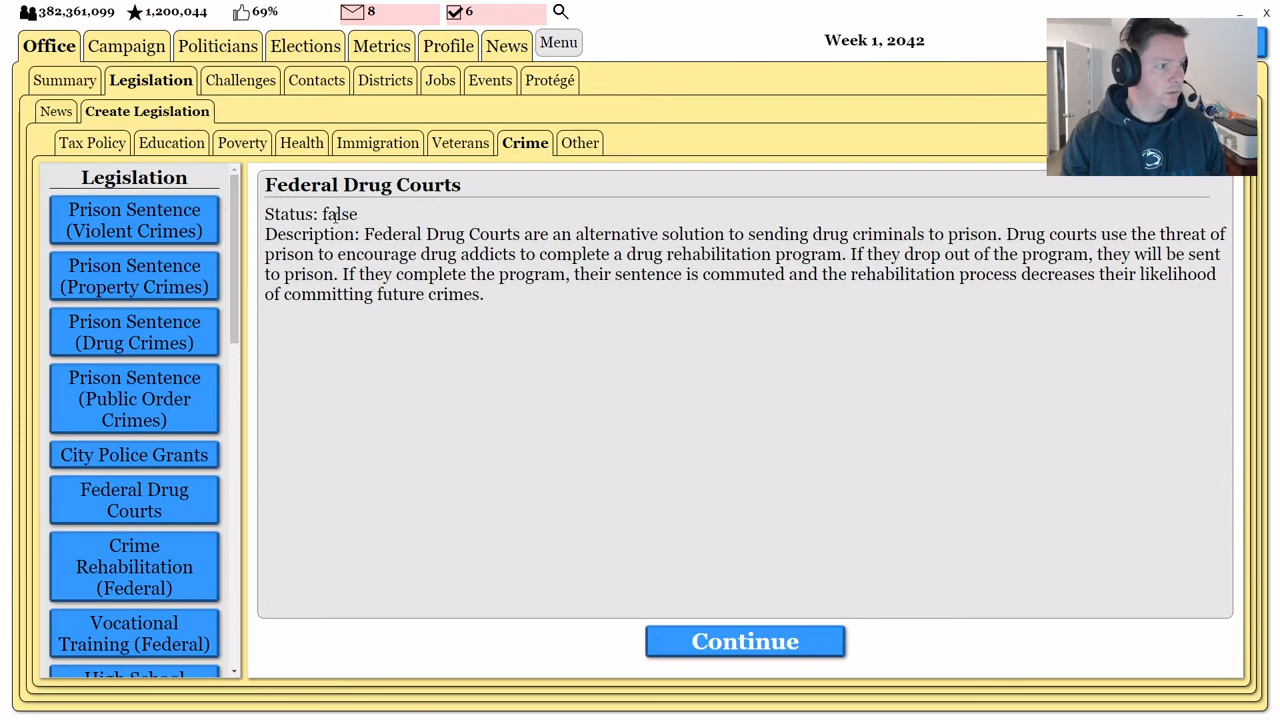 382,361,099 1,200,044 69% 8 6
_ X
Office Campaign Politicians Elections Metrics Profile News Menu
Week 1, 2042
Summary Legislation Challenges Contacts Districts Jobs Events Protégé
News Create Legislation
Tax Policy Education Poverty Health Immigration Veterans Crime Other
Legislation
Prison Sentence
(Violent Crimes)
Prison Sentence
(Property Crimes)
Prison Sentence
(Drug Crimes)
Prison Sentence
(Public Order
Crimes)
City Police Grants
Federal Drug
Courts
Crime
Rehabilitation
(Federal)
Vocational
Training (Federal)
High School
Federal Drug Courts
Status: false
Description: Federal Drug Courts are an alternative solution to sending drug criminals to prison. Drug courts use the threat of
prison to encourage drug addicts to complete a drug rehabilitation program. If they drop out of the program, they will be sent
to prison. If they complete the program, their sentence is commuted and the rehabilitation process decreases their likelihood
of committing future crimes.
Continue